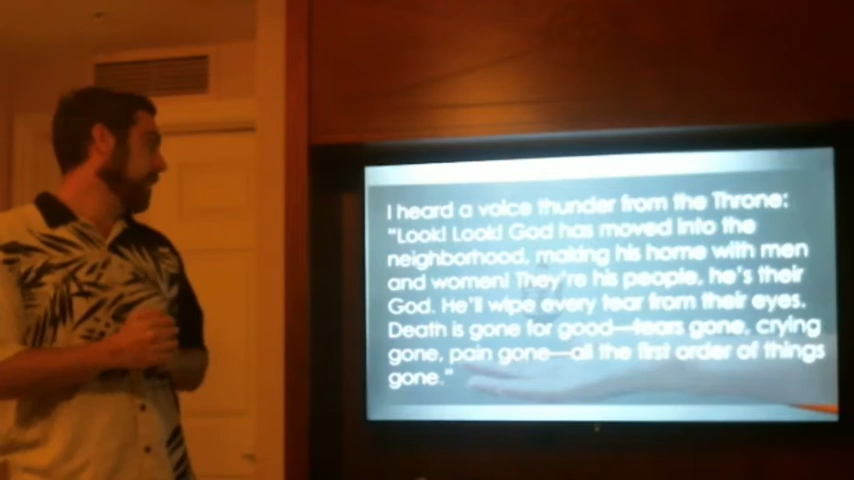 I heard a voice thunder from the Throne:
"Look! Look! God has moved into the
neighborhood, making his home with men
and women! They're his people, he's their
God. He'll wipe every tear from their eyes.
Death is gone for good—tears gone, crying
gone, pain gone—all the first order of things
gone."